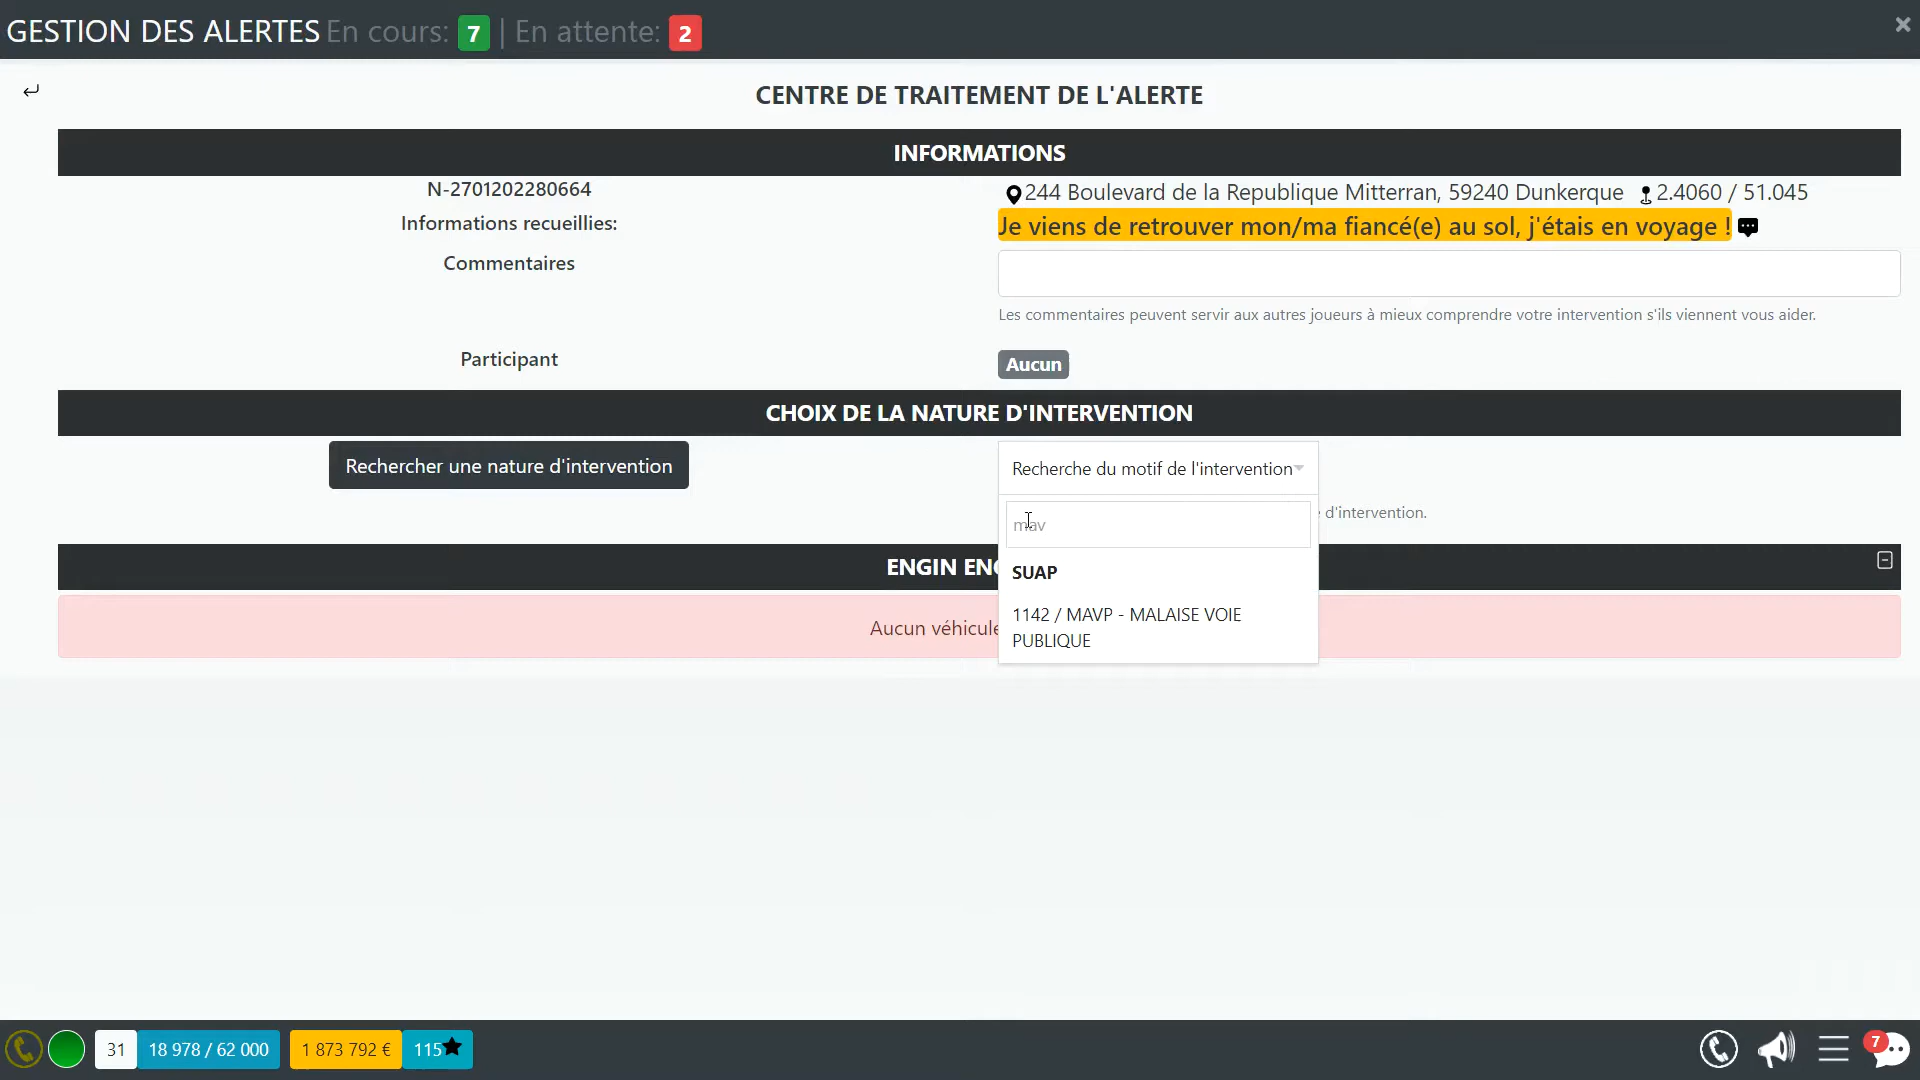 GESTION DES ALERTES En cours: 7 | En attente: 2
CENTRE DE TRAITEMENT DE L'ALERTE
INFORMATIONS
N-2701202280664
244 Boulevard de la Republique Mitterran, 59240 Dunkerque 2.4060 / 51.045
Informations recueillies:
Je viens de retrouver mon/ma fiancé(e) au sol, j'étais en voyage !
Commentaires
Les commentaires peuvent servir aux autres joueurs à mieux comprendre votre intervention s'ils viennent vous aider.
Participant
Aucun
CHOIX DE LA NATURE D'INTERVENTION
Rechercher une nature d'intervention
Recherche du motif de l'intervention
d'intervention.
mav
ENGIN EN
SUAP
1142 / MAVP - MALAISE VOIE
PUBLIQUE
Aucun véhicule
31 18 978 / 62 000 1 873 792 € 115
7